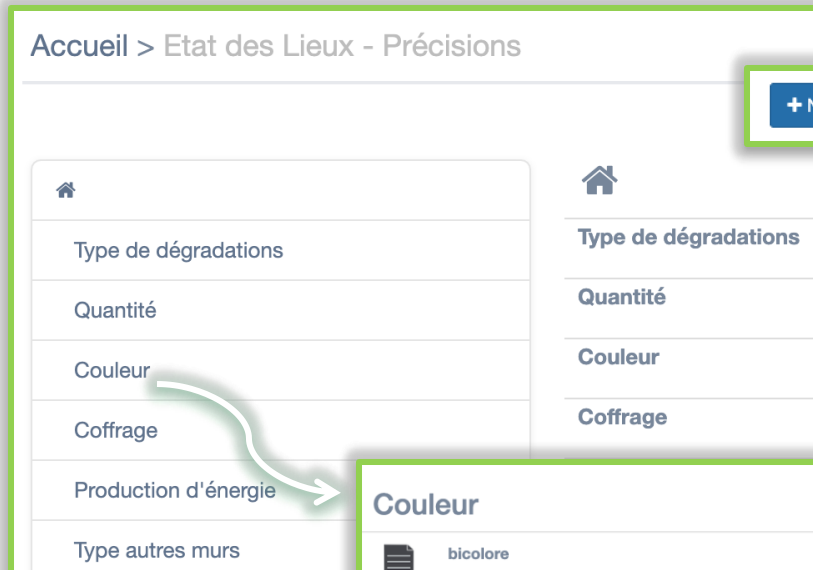 Accueil > Etat des Lieux - Précisions
Type de dégradations
Quantité
Couleur
Coffrage
Production d'énergie
Type autres murs
Type de dégradations
Quantité
Couleur
Coffrage
Couleur
bicolore